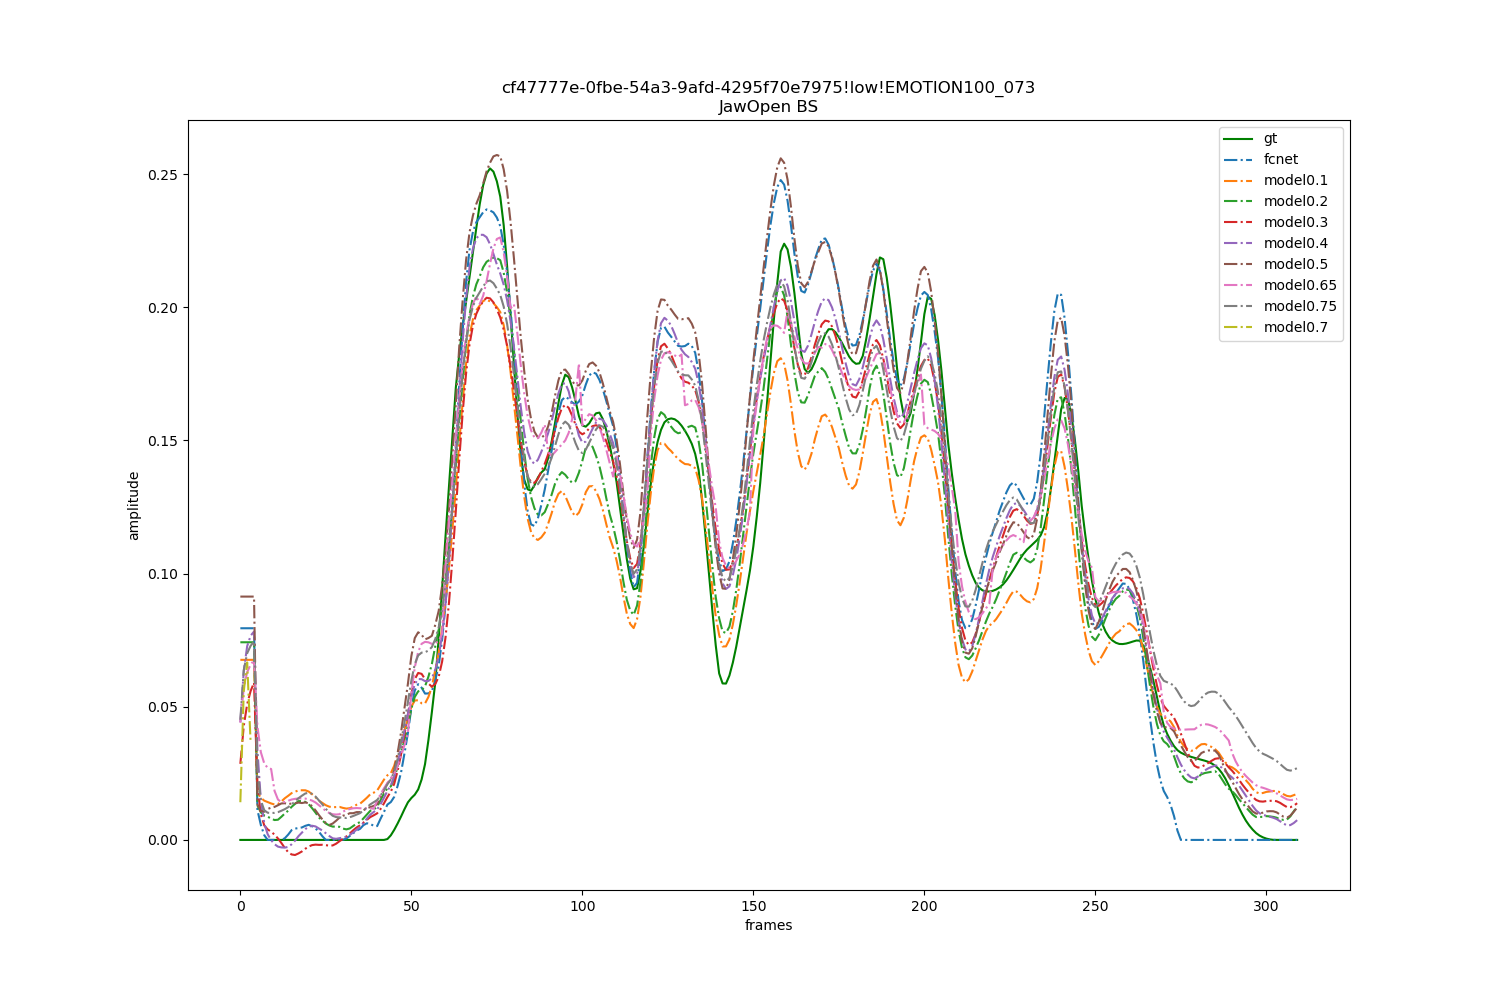 cf47777e-0fbe-54a3-9afd-4295f70e7975!low!EMOTION100_073
JawOpen BS
gt
fcnet
model0.1
model0.2
model0.3
model0.4
model0.5
model0.65
model0.75
model0.7
amplitude
0.25
0.20
0.15
0.10
0.05
0.00
0 50 100 150 200 250 300
frames